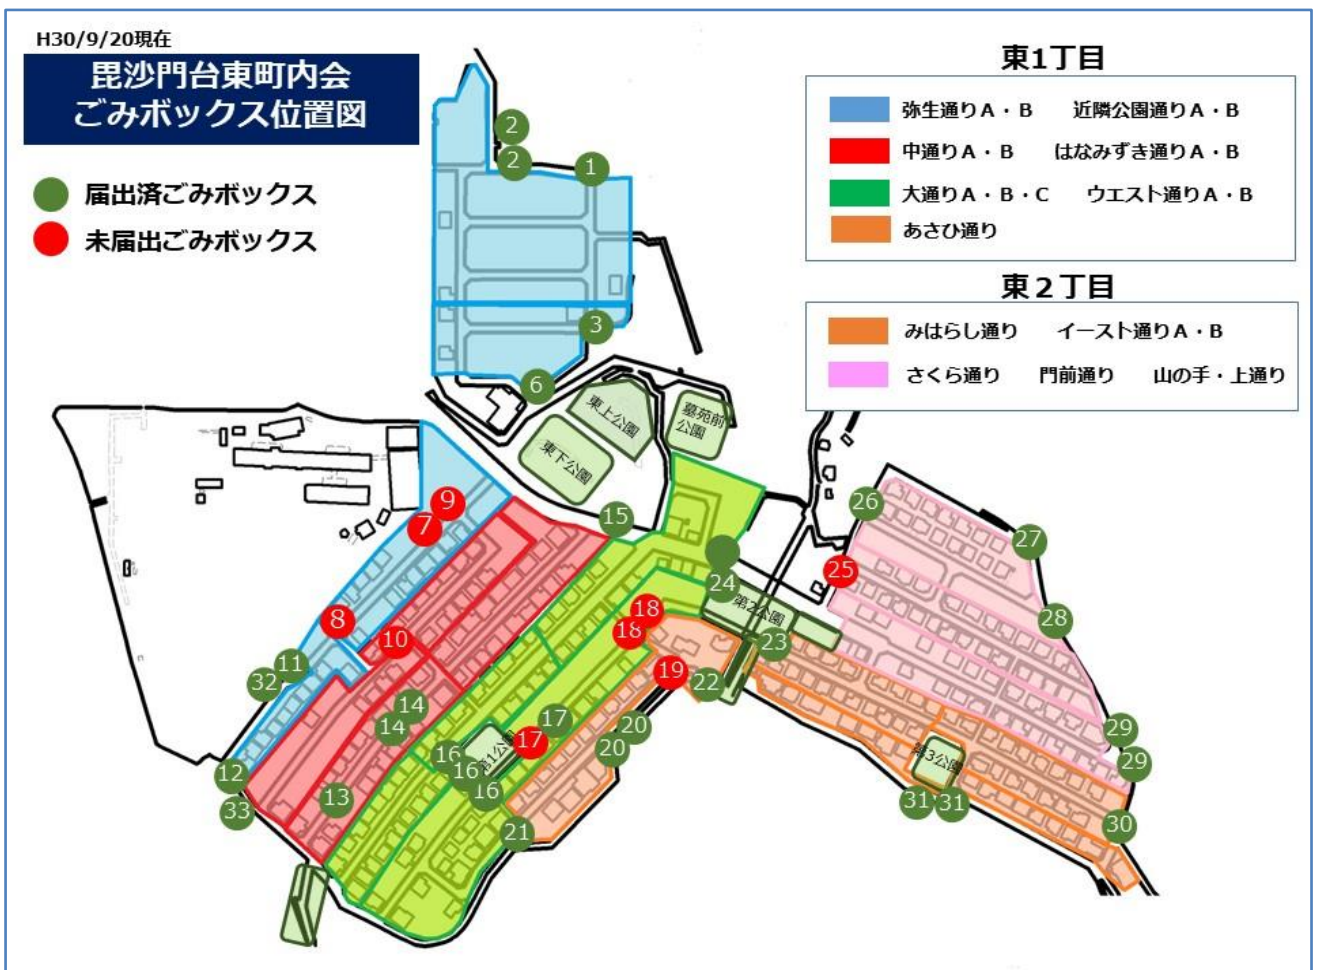 H30/9/20現在
毘沙門台東町内会
ごみボックス位置図
届出済ごみボックス
未届出ごみボックス
東1丁目
弥生通りA・B 近隣公園通りA・B
中通りA・B はなみずき通りA・B
大通りA・B・C ウエスト通りA・B
あさひ通り
東２丁目
みはらし通り イースト通りA・B
さくら通り 門前通り 山の手・上通り
2
2
1
3
6
東上公園
墓苑前
公園
東下公園
9
7
15
26
27
25
24
第2公園
8
18
18
28
10
23
11
32
19
22
14
14
17
20
29
17
20
16
第1公園
16
16
第3公園
29
12
33
13
21
31
31
30